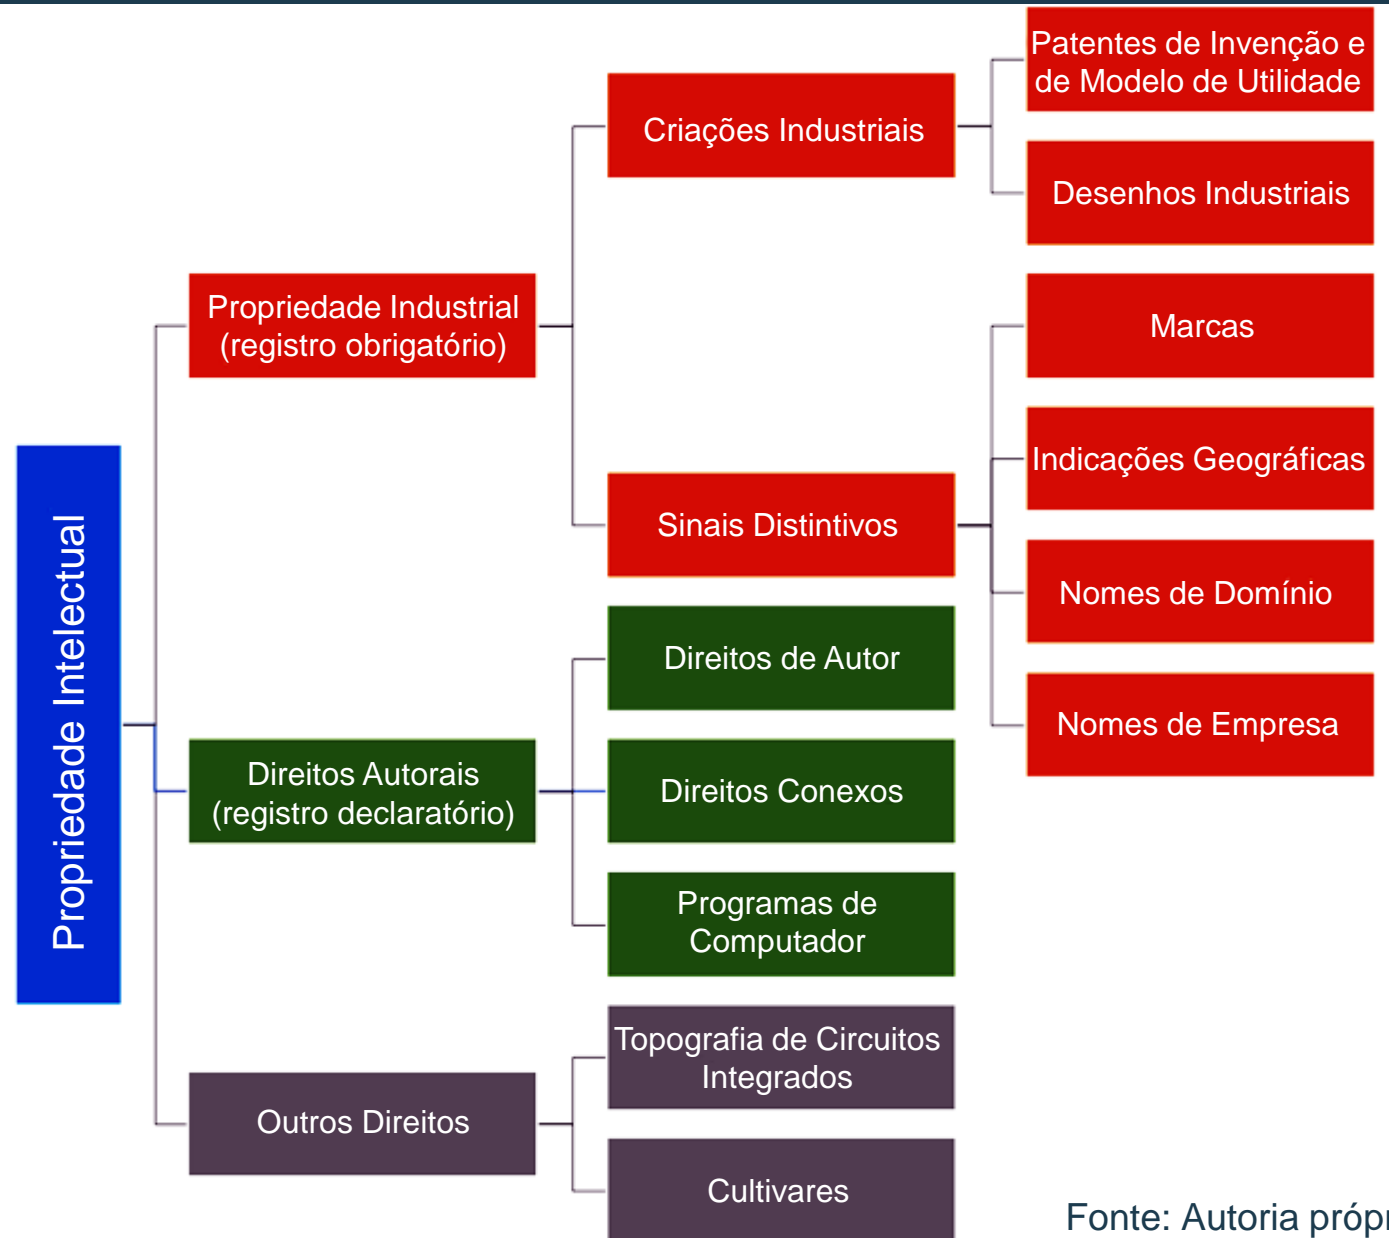 Propriedade Intelectual
Propriedade Industrial
(registro obrigatório)
Criações Industriais
Patentes de Invenção e
de Modelo de Utilidade
Desenhos Industriais
Sinais Distintivos
Marcas
Indicações Geográficas
Nomes de Domínio
Nomes de Empresa
Direitos Autorais
(registro declaratório)
Direitos de Autor
Direitos Conexos
Programas de
Computador
Outros Direitos
Topografia de Circuitos
Integrados
Cultivares
Fonte: Autoria própr